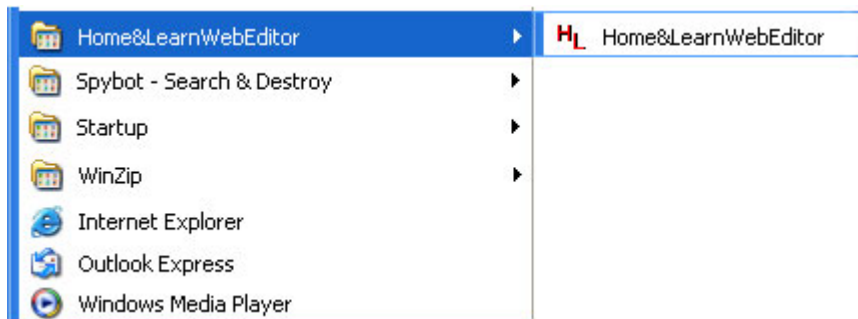 Home&LearnWebEditor
HL Home&LearnWebEditor
Spybot - Search & Destroy
Startup
WinZip
Internet Explorer
Outlook Express
Windows Media Player